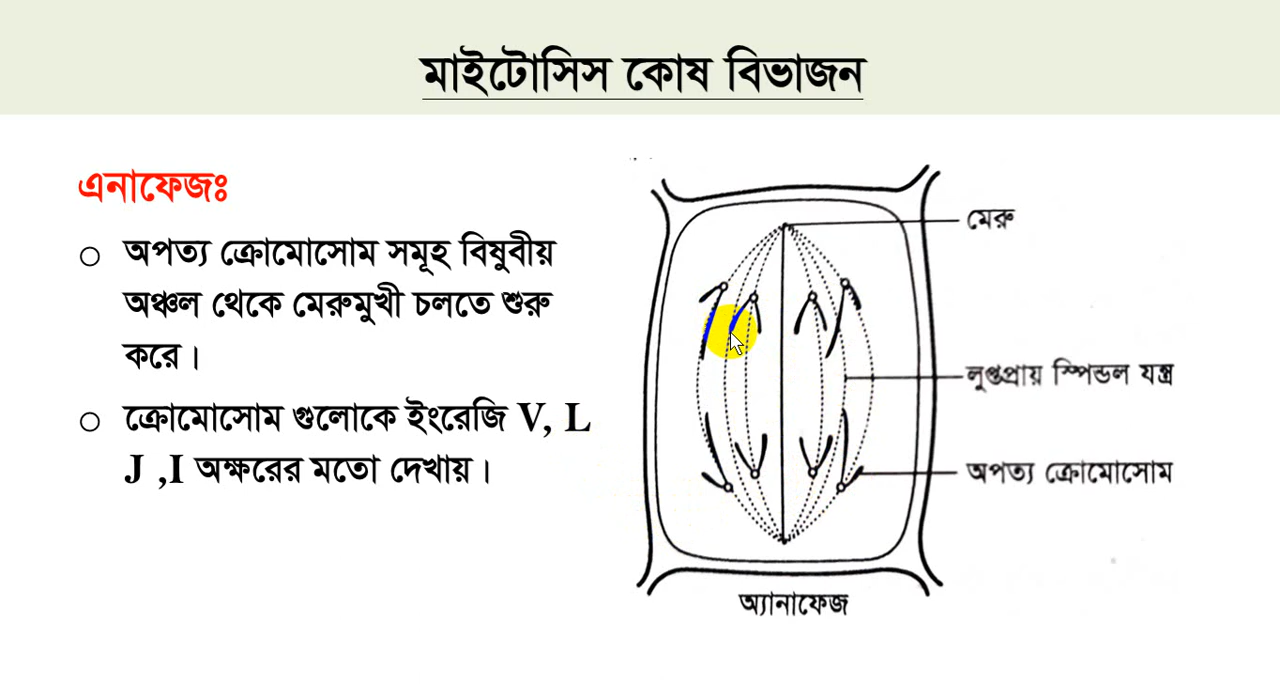 মাইটোসিস কোষ বিভাজন
এনাফেজঃ
অপত্য ক্রোমোসোম সমূহ বিষুবীয়
অঞ্চল থেকে মেরুমুখী চলতে শুরু
করে।
ক্রোমোসোম গুলোকে ইংরেজি V, L
J ,I অক্ষরের মতো দেখায়।
মেরু
লুপ্তপ্রায় স্পিন্ডল যন্ত্র
অপত্য ক্রোমোসোম
অ্যানাফেজ